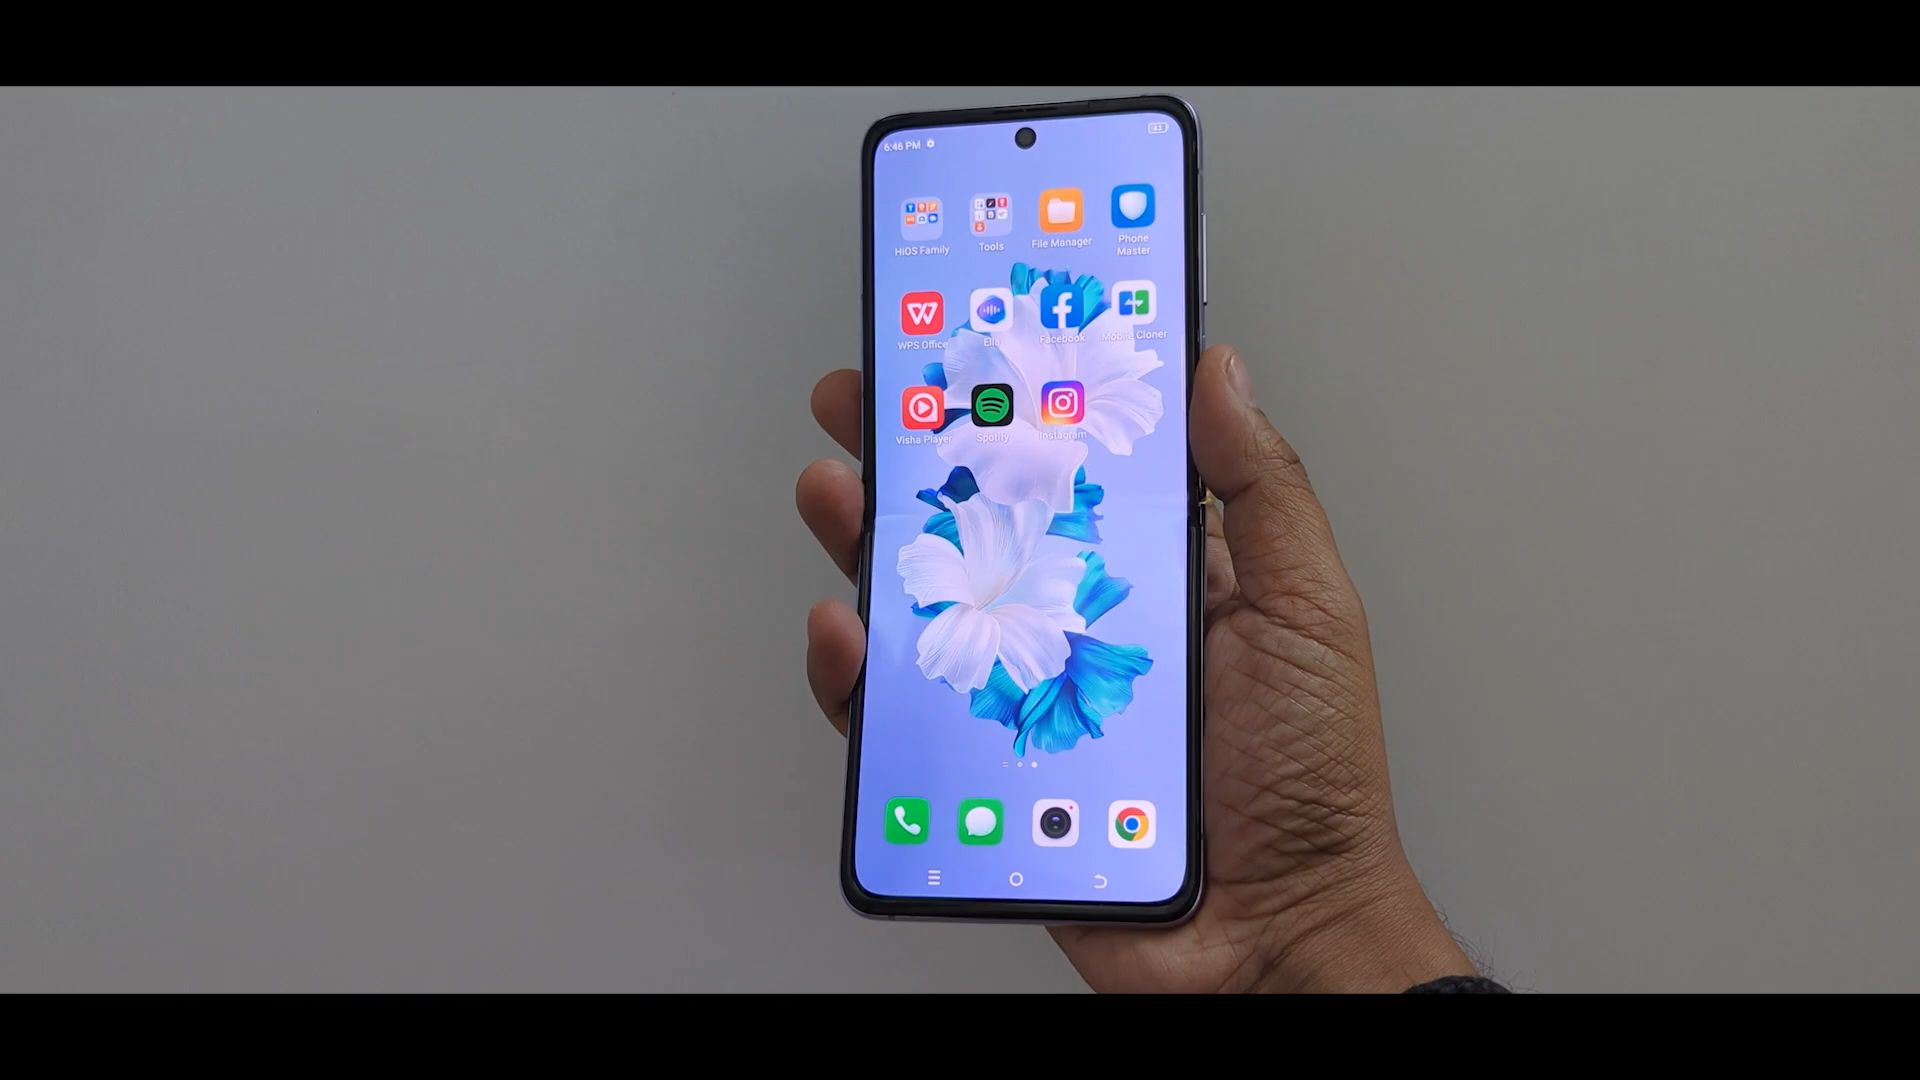 6:46 PM
43
HiOS Family
Tools
File Manager
Phone
Master
WPS Office
Ella
Facebook
Mobile Cloner
Visha Player
Spotify
Instagram